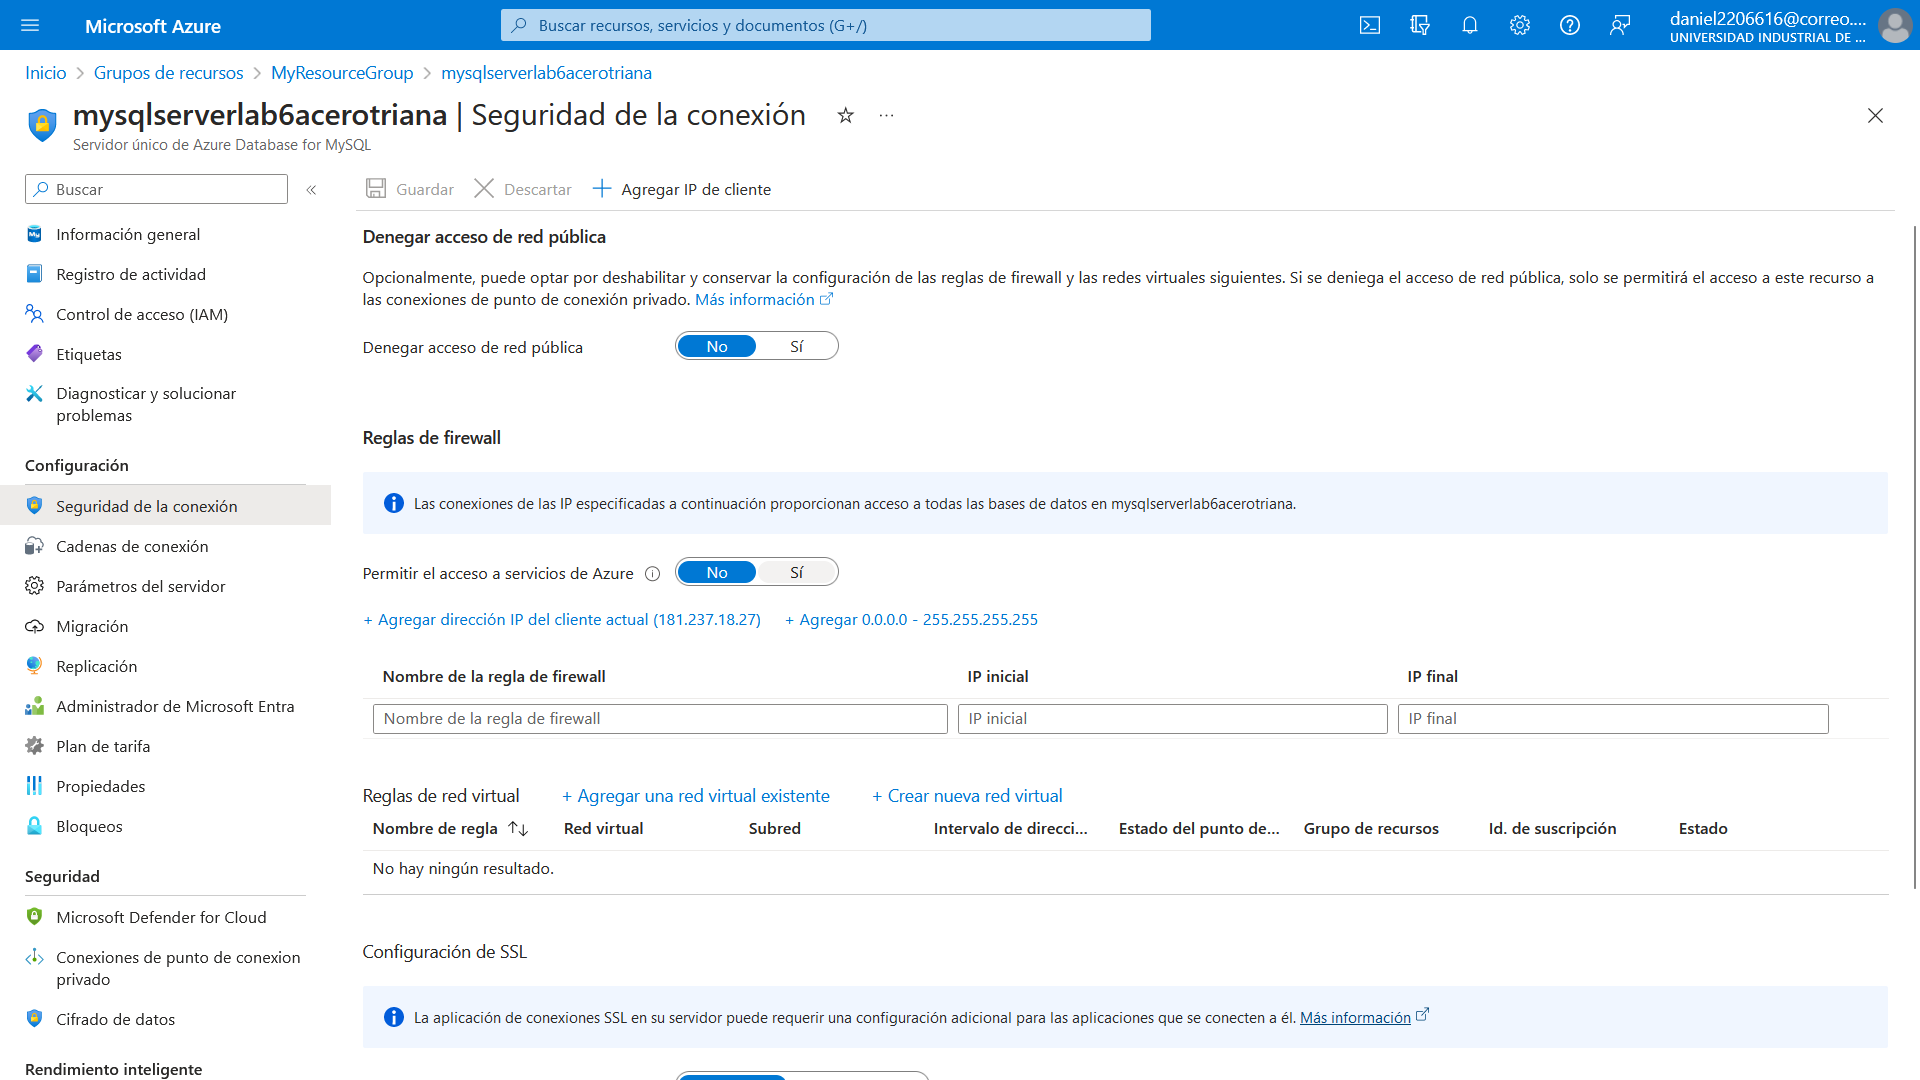 Microsoft Azure
Buscar recursos, servicios y documentos (G+/)
daniel2206616@correo....
UNIVERSIDAD INDUSTRIAL DE ...
Inicio > Grupos de recursos > MyResourceGroup > mysqlserverlab6acerotriana
mysqlserverlab6acerotriana | Seguridad de la conexión
Servidor único de Azure Database for MySQL
Buscar
Información general
Registro de actividad
Control de acceso (IAM)
Etiquetas
Diagnosticar y solucionar
problemas
Configuración
Seguridad de la conexión
Cadenas de conexión
Parámetros del servidor
Migración
Replicación
Administrador de Microsoft Entra
Plan de tarifa
Propiedades
Bloqueos
Seguridad
Microsoft Defender for Cloud
Conexiones de punto de conexion
privado
Cifrado de datos
Rendimiento inteligente
Guardar Descartar Agregar IP de cliente
Denegar acceso de red pública
Opcionalmente, puede optar por deshabilitar y conservar la configuración de las reglas de firewall y las redes virtuales siguientes. Si se deniega el acceso de red pública, solo se permitirá el acceso a este recurso a
las conexiones de punto de conexión privado. Más información
Denegar acceso de red pública No Sí
Reglas de firewall
Las conexiones de las IP especificadas a continuación proporcionan acceso a todas las bases de datos en mysqlserverlab6acerotriana.
Permitir el acceso a servicios de Azure No Sí
+ Agregar dirección IP del cliente actual (181.237.18.27) + Agregar 0.0.0.0 - 255.255.255.255
Nombre de la regla de firewall IP inicial IP final
Nombre de la regla de firewall IP inicial IP final
Reglas de red virtual + Agregar una red virtual existente + Crear nueva red virtual
Nombre de regla Red virtual Subred Intervalo de direcci... Estado del punto de... Grupo de recursos Id. de suscripción Estado
No hay ningún resultado.
Configuración de SSL
La aplicación de conexiones SSL en su servidor puede requerir una configuración adicional para las aplicaciones que se conecten a él. Más información